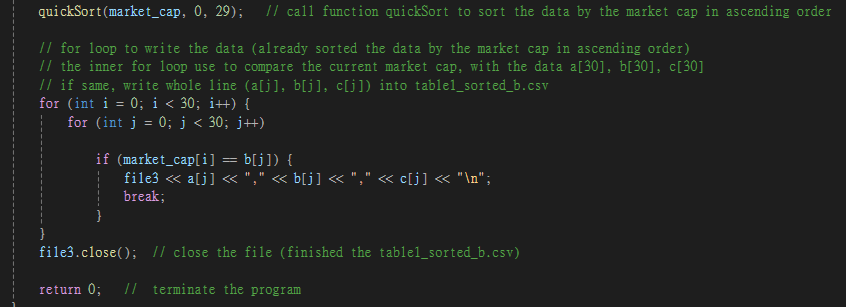 quickSort(market_cap, 0, 29);   // call function quickSort to sort the data by the market cap in ascending order
// for loop to write the data (already sorted the data by the market cap in ascending order)
// the inner for loop use to compare the current market cap, with the data a[30], b[30], c[30]
// if same, write whole line (a[j], b[j], c[j]) into table1_sorted_b.csv
for (int i = 0; i < 30; i++) {
for (int j = 0; j < 30; j++)
if (market_cap[i] == b[j]) {
file3 << a[j] << "," << b[j] << "," << c[j] << "\n";
break;
}
}
file3.close();  // close the file (finished the table1_sorted_b.csv)
return 0;   //  terminate the program